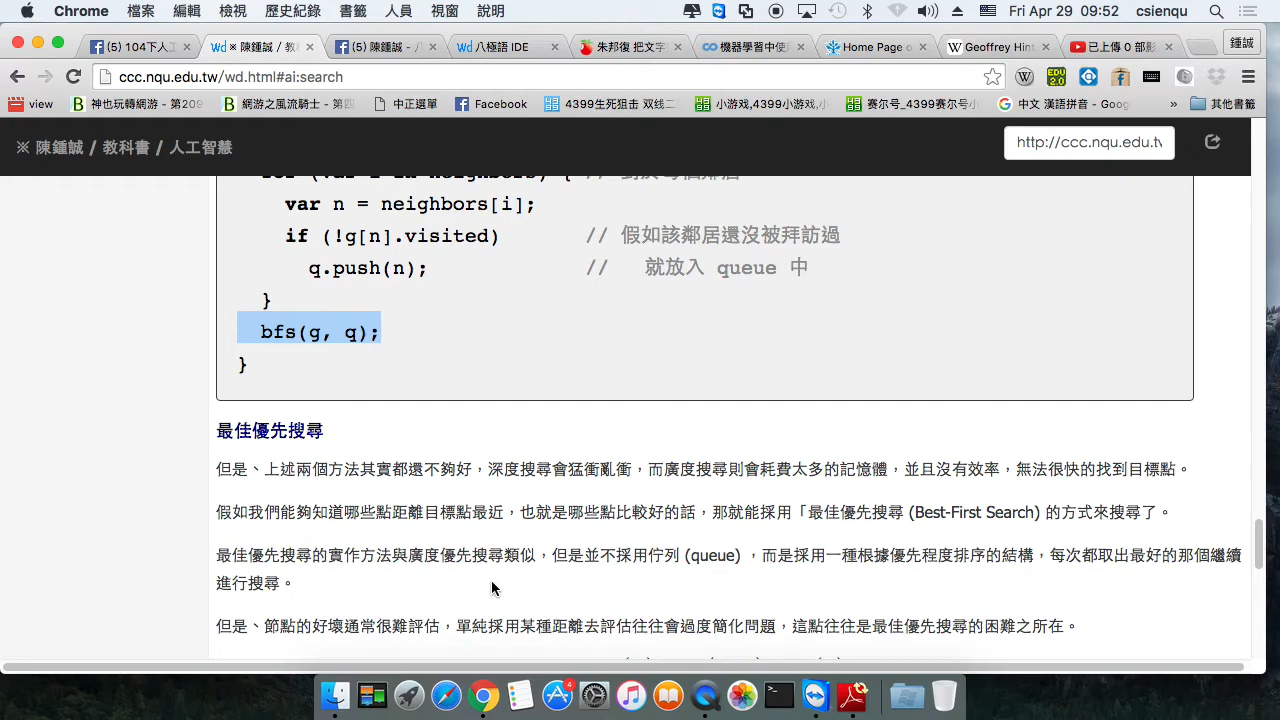 Chrome 檔案 編輯 檢視 歷史紀錄 書籤 人員 視窗 說明 Fri Apr 29 09:52 csienqu
(5) 104下人工 Wd ※ 陳鍾誠 / 教科 (5) 陳鍾誠 - 八 Wd 八極語 IDE 朱邦復 把文字 機器學習中使用 Home Page o W Geoffrey Hint 已上傳 0 部影 鍾誠
ccc.nqu.edu.tw/wd.html#ai:search
view 神也玩轉網游 - 第209 网游之風流騎士 - 第四 中正選單 Facebook 4399生死狙击 双线二 小游戏,4399小游戏, 赛尔号_4399赛尔号小 中文 漢語拼音 - Goog » 其他書籤
※ 陳鍾誠 / 教科書 / 人工智慧 http://ccc.nqu.edu.tv
var n = neighbors[i];
if (!g[n].visited) // 假如該鄰居還沒被拜訪過
q.push(n); // 就放入 queue 中
}
bfs(g, q);
}
最佳優先搜尋
但是、上述兩個方法其實都還不夠好，深度搜尋會猛衝亂衝，而廣度搜尋則會耗費太多的記憶體，並且沒有效率，無法很快的找到目標點。
假如我們能夠知道哪些點距離目標點最近，也就是哪些點比較好的話，那就能採用「最佳優先搜尋 (Best-First Search) 的方式來搜尋了。
最佳優先搜尋的實作方法與廣度優先搜尋類似，但是並不採用佇列 (queue) ，而是採用一種根據優先程度排序的結構，每次都取出最好的那個繼續
進行搜尋。
但是、節點的好壞通常很難評估，單純採用某種距離去評估往往會過度簡化問題，這點往往是最佳優先搜尋的困難之所在。